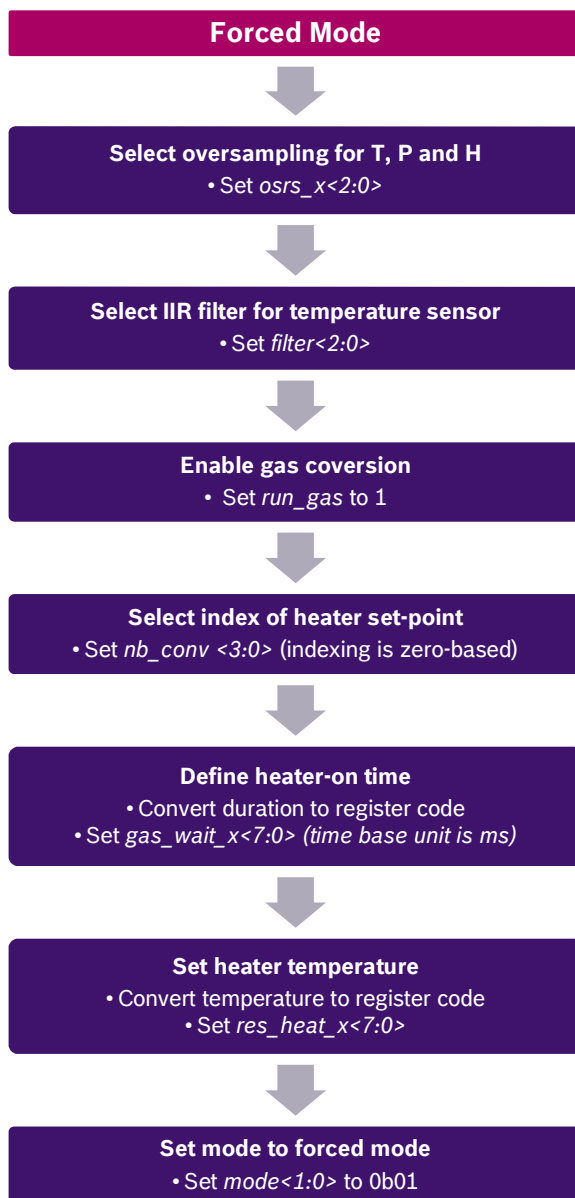 Forced Mode
Select oversampling for T, P and H
• Set osrs_x<2:0>
Select IIR filter for temperature sensor
• Set filter<2:0>
Enable gas coversion
• Set run_gas to 1
Select index of heater set-point
• Set nb_conv <3:0> (indexing is zero-based)
Define heater-on time
• Convert duration to register code
• Set gas_wait_x<7:0> (time base unit is ms)
Set heater temperature
• Convert temperature to register code
• Set res_heat_x<7:0>
Set mode to forced mode
• Set mode<1:0> to 0b01